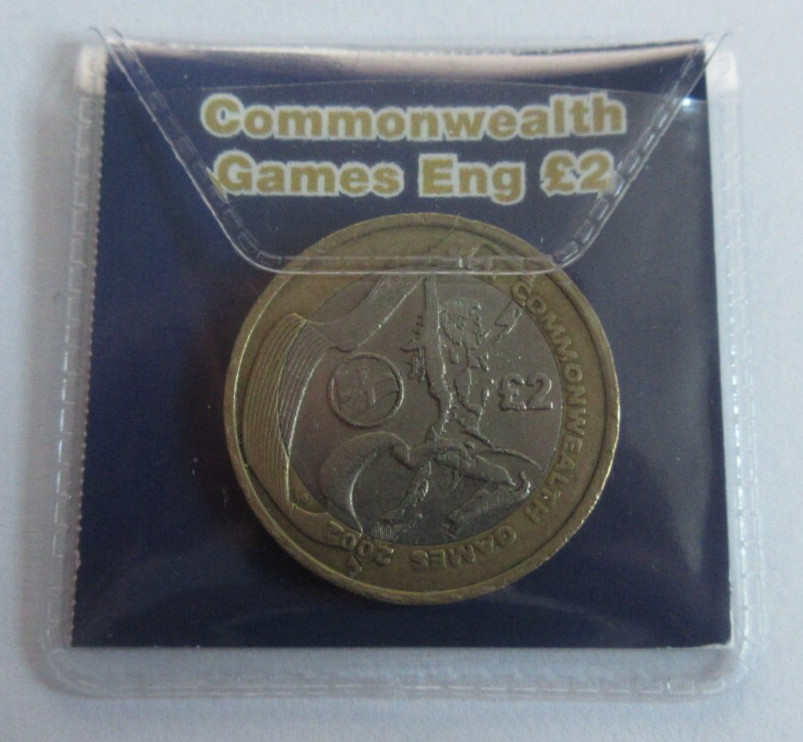 Commonwealth
Games Eng £2
COMMONWEALTH GAMES 2002
£2